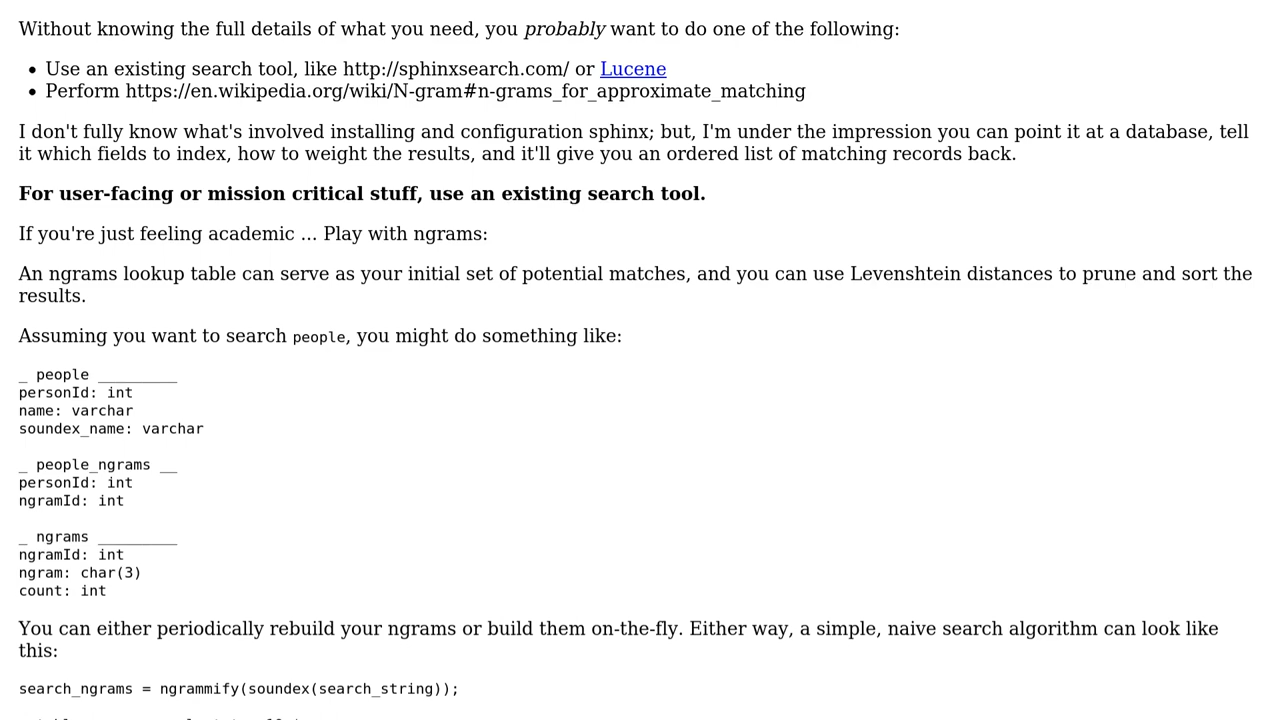 Without knowing the full details of what you need, you probably want to do one of the following:
• Use an existing search tool, like http://sphinxsearch.com/ or Lucene
• Perform https://en.wikipedia.org/wiki/N-gram#n-grams_for_approximate_matching
I don't fully know what's involved installing and configuration sphinx; but, I'm under the impression you can point it at a database, tell
it which fields to index, how to weight the results, and it'll give you an ordered list of matching records back.
For user-facing or mission critical stuff, use an existing search tool.
If you're just feeling academic ... Play with ngrams:
An ngrams lookup table can serve as your initial set of potential matches, and you can use Levenshtein distances to prune and sort the
results.
Assuming you want to search people, you might do something like:
_ people _________
personId: int
name: varchar
soundex_name: varchar
_ people_ngrams __
personId: int
ngramId: int
_ ngrams _________
ngramId: int
ngram: char(3)
count: int
You can either periodically rebuild your ngrams or build them on-the-fly. Either way, a simple, naive search algorithm can look like
this:
search_ngrams = ngrammify(soundex(search_string));